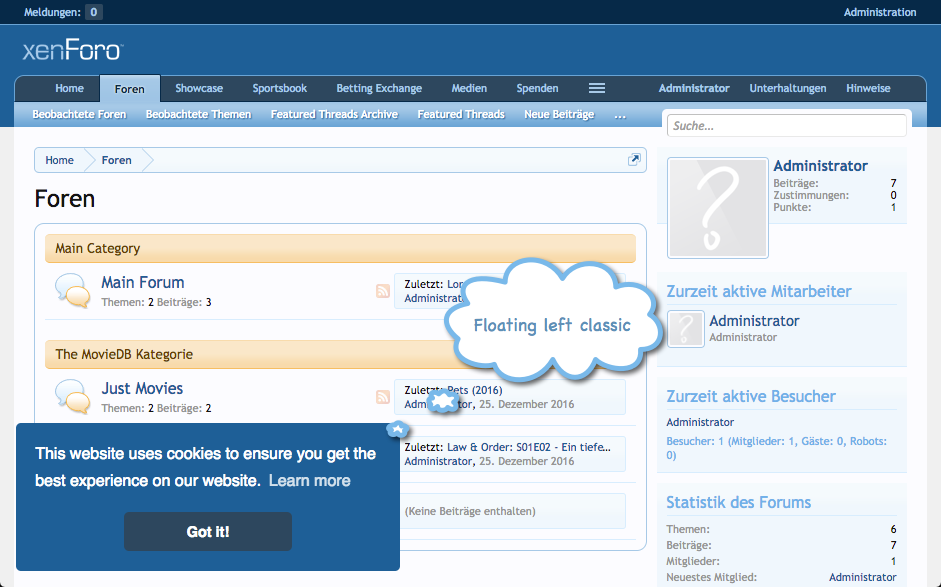 Meldungen: 0 Administration
xenForo
Home Foren Showcase Sportsbook Betting Exchange Medien Spenden Administrator Unterhaltungen Hinweise
Beobachtete Foren Beobachtete Themen Featured Threads Archive Featured Threads Neue Beiträge ...
Suche...
Home Foren
Foren
Main Category
Main Forum
Themen: 2 Beiträge: 3
Zuletzt: Lor
Administrat
Floating left classic
The MovieDB Kategorie
Just Movies
Themen: 2 Beiträge: 2
Zuletzt: Pets (2016)
25. Dezember 2016
Zuletzt: Law & Order: S01E02 - Ein tiefe...
Administrator, 25. Dezember 2016
(Keine Beiträge enthalten)
This website uses cookies to ensure you get the
best experience on our website. Learn more
Got it!
Administrator
Beiträge: 7
Zustimmungen: 0
Punkte: 1
Zurzeit aktive Mitarbeiter
Administrator
Administrator
Zurzeit aktive Besucher
Administrator
Besucher: 1 (Mitglieder: 1, Gäste: 0, Robots:
0)
Statistik des Forums
Themen: 6
Beiträge: 7
Mitglieder: 1
Neuestes Mitglied: Administrator